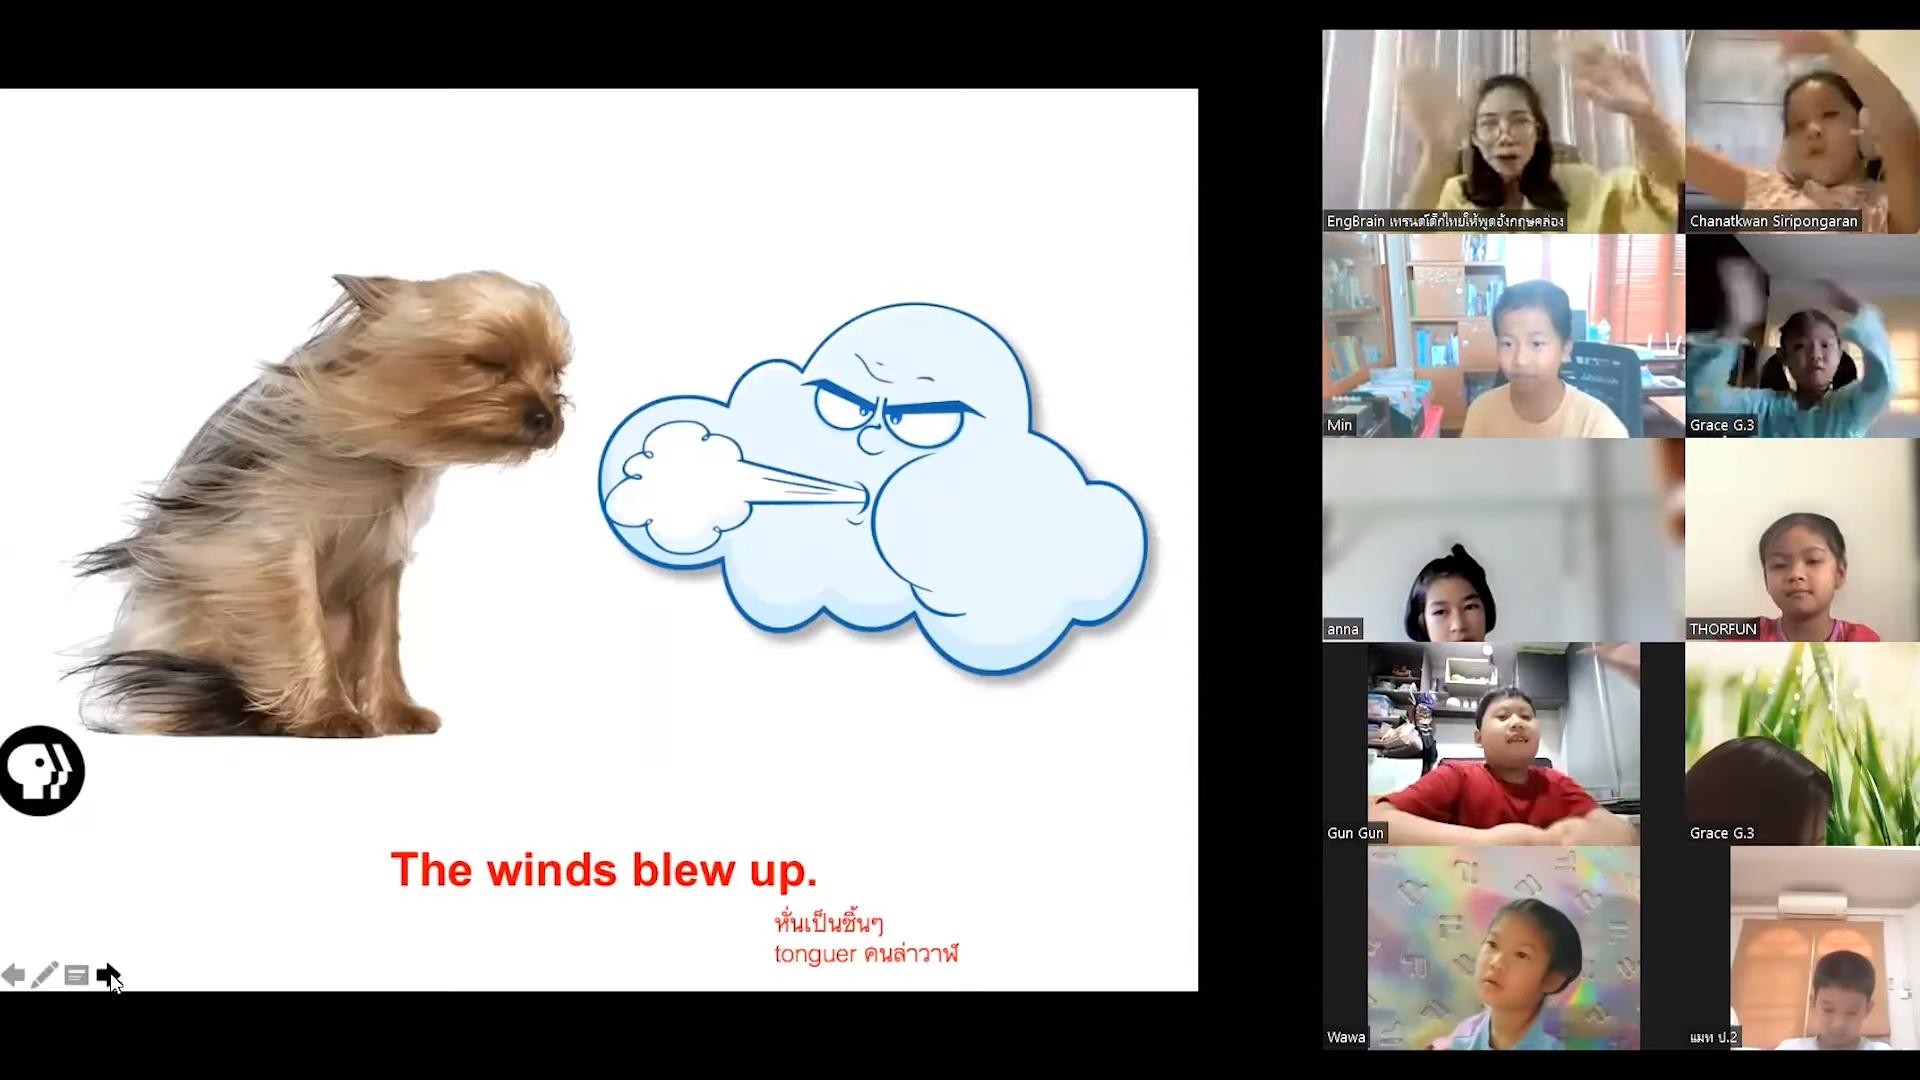 The winds blew up.
หั่นเป็นชิ้นๆ
tonguer คนล่าวาฬ
EngBrain เทรนด์เด็กไทยให้พูดอังกฤษคล่อง
Chanatkwan Siripongaran
Min
Grace G.3
anna
THORFUN
Gun Gun
Grace G.3
Wawa
แมท ป.2